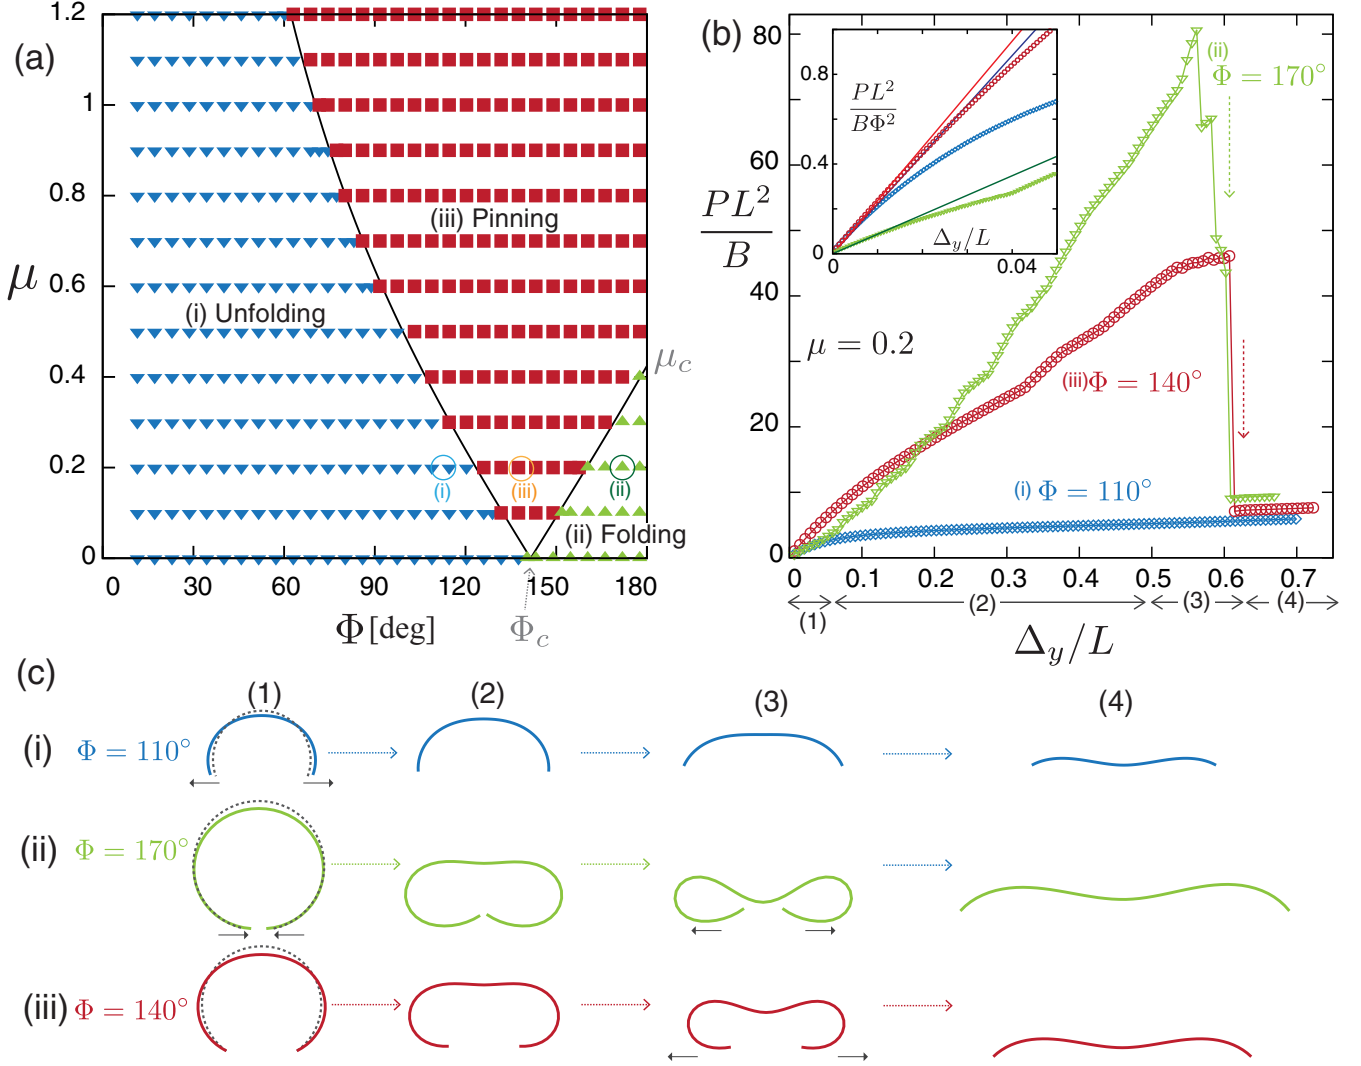 (a)
1.2
1
0.8
0.6
0.4
0.2
0
μ
(iii) Pinning
(i) Unfolding
(ii) Folding
μc
(i)
(iii)
(ii)
0 30 60 90 120 150 180
Φ[deg]
Φc
(b)
80
60
40
20
0
PL²
B
0.8
0.4
0
PL²
BΦ²
Δy/L
0 0.04
(ii)
Φ = 170°
μ = 0.2
(iii)Φ = 140°
(i) Φ = 110°
0 0.1 0.2 0.3 0.4 0.5 0.6 0.7
(1) (2) (3) (4)
Δy/L
(c)
(1) (2) (3) (4)
(i) Φ = 110°
(ii) Φ = 170°
(iii) Φ = 140°